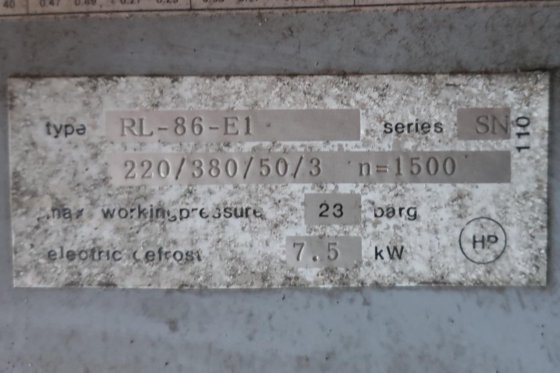 type RL-86-E1 series SN
220/380/50/3 n=1500
max workingpressure 23 barg
electric defrost 7.5 kW
HP
110